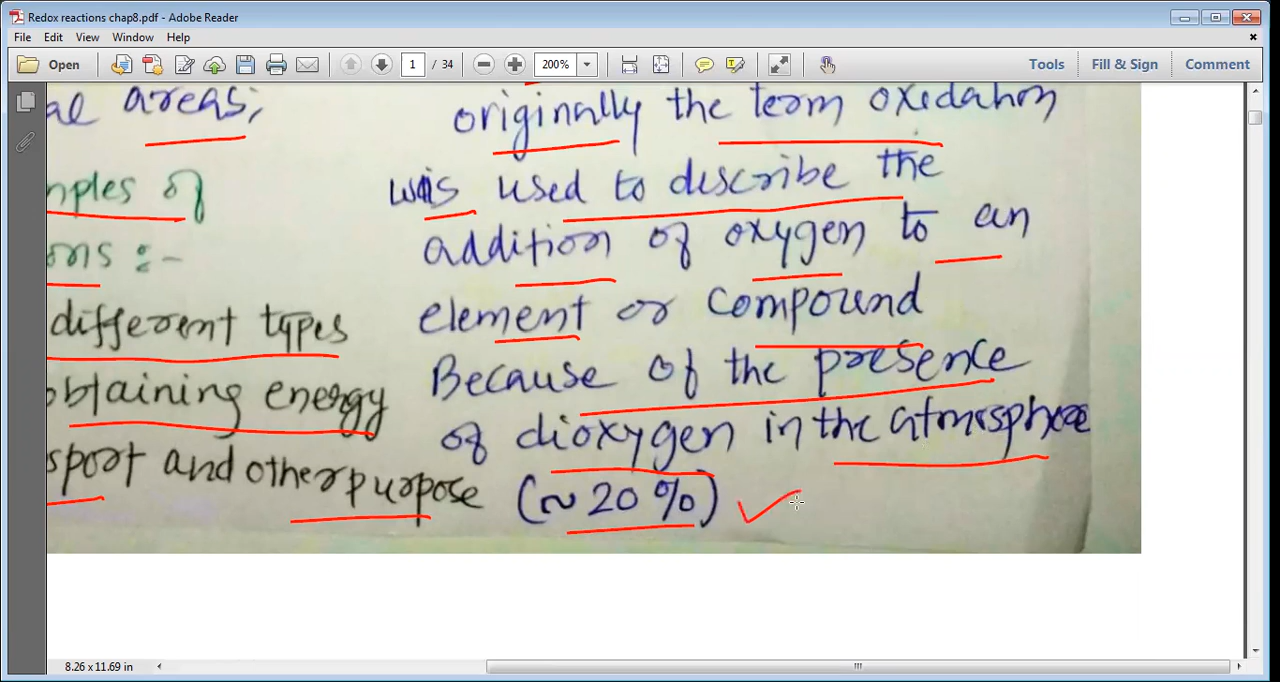 Redox reactions chap8.pdf - Adobe Reader
File Edit View Window Help
Open 1 / 34 200% Tools Fill & Sign Comment
al areas;
nples of
ons :-
different types
obtaining energy
sport and other purpose
originally the term oxidation
was used to describe the
addition of oxygen to an
element or compound
Because of the presence
of dioxygen in the atmosphere
(~20%)
8.26 x 11.69 in